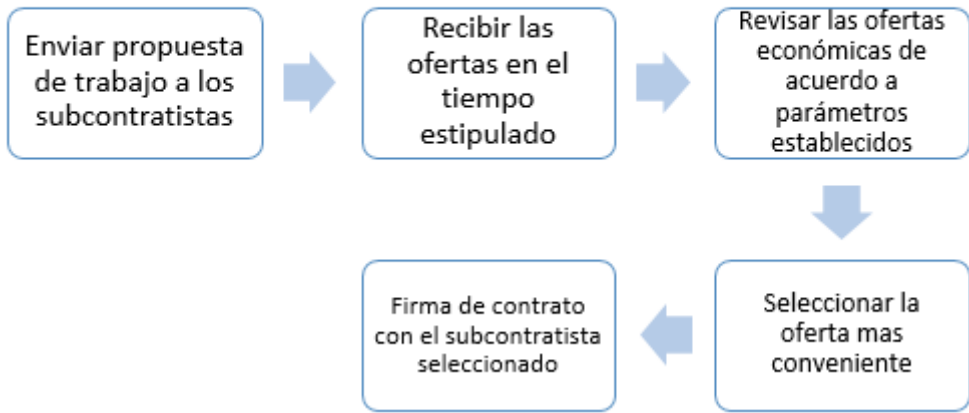 Enviar propuesta
de trabajo a los
subcontratistas
Recibir las
ofertas en el
tiempo
estipulado
Revisar las ofertas
económicas de
acuerdo a
parámetros
establecidos
Seleccionar la
oferta mas
conveniente
Firma de contrato
con el subcontratista
seleccionado